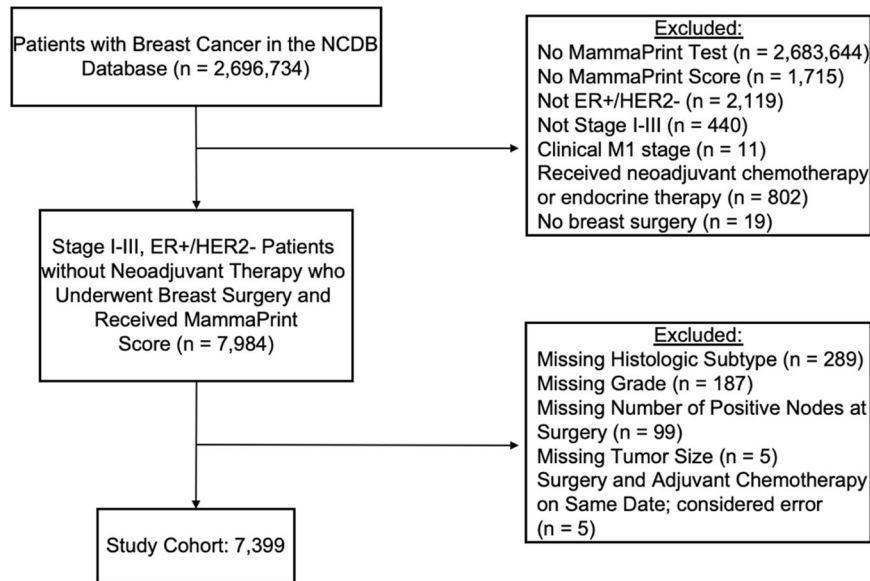 Patients with Breast Cancer in the NCDB
Database (n = 2,696,734)
Excluded:
No MammaPrint Test (n = 2,683,644)
No MammaPrint Score (n = 1,715)
Not ER+/HER2- (n = 2,119)
Not Stage I-III (n = 440)
Clinical M1 stage (n = 11)
Received neoadjuvant chemotherapy
or endocrine therapy (n = 802)
No breast surgery (n = 19)
Stage I-III, ER+/HER2- Patients
without Neoadjuvant Therapy who
Underwent Breast Surgery and
Received MammaPrint
Score (n = 7,984)
Excluded:
Missing Histologic Subtype (n = 289)
Missing Grade (n = 187)
Missing Number of Positive Nodes at
Surgery (n = 99)
Missing Tumor Size (n = 5)
Surgery and Adjuvant Chemotherapy
on Same Date; considered error
(n = 5)
Study Cohort: 7,399